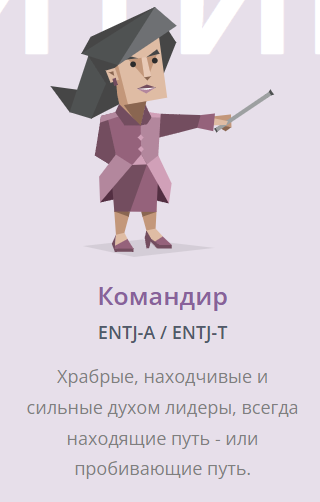 Командир
ENTJ-A / ENTJ-T
Храбрые, находчивые и
сильные духом лидеры, всегда
находящие путь - или
пробивающие путь.